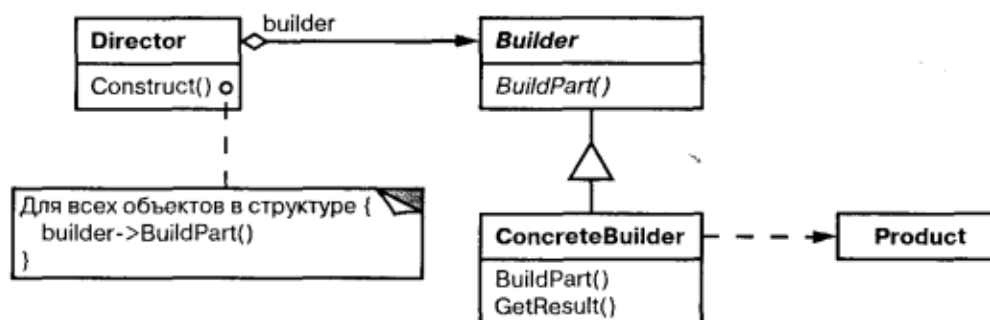 Director
Construct()
builder
Builder
BuildPart()
Для всех объектов в структуре {
builder->BuildPart()
}
ConcreteBuilder
BuildPart()
GetResult()
Product